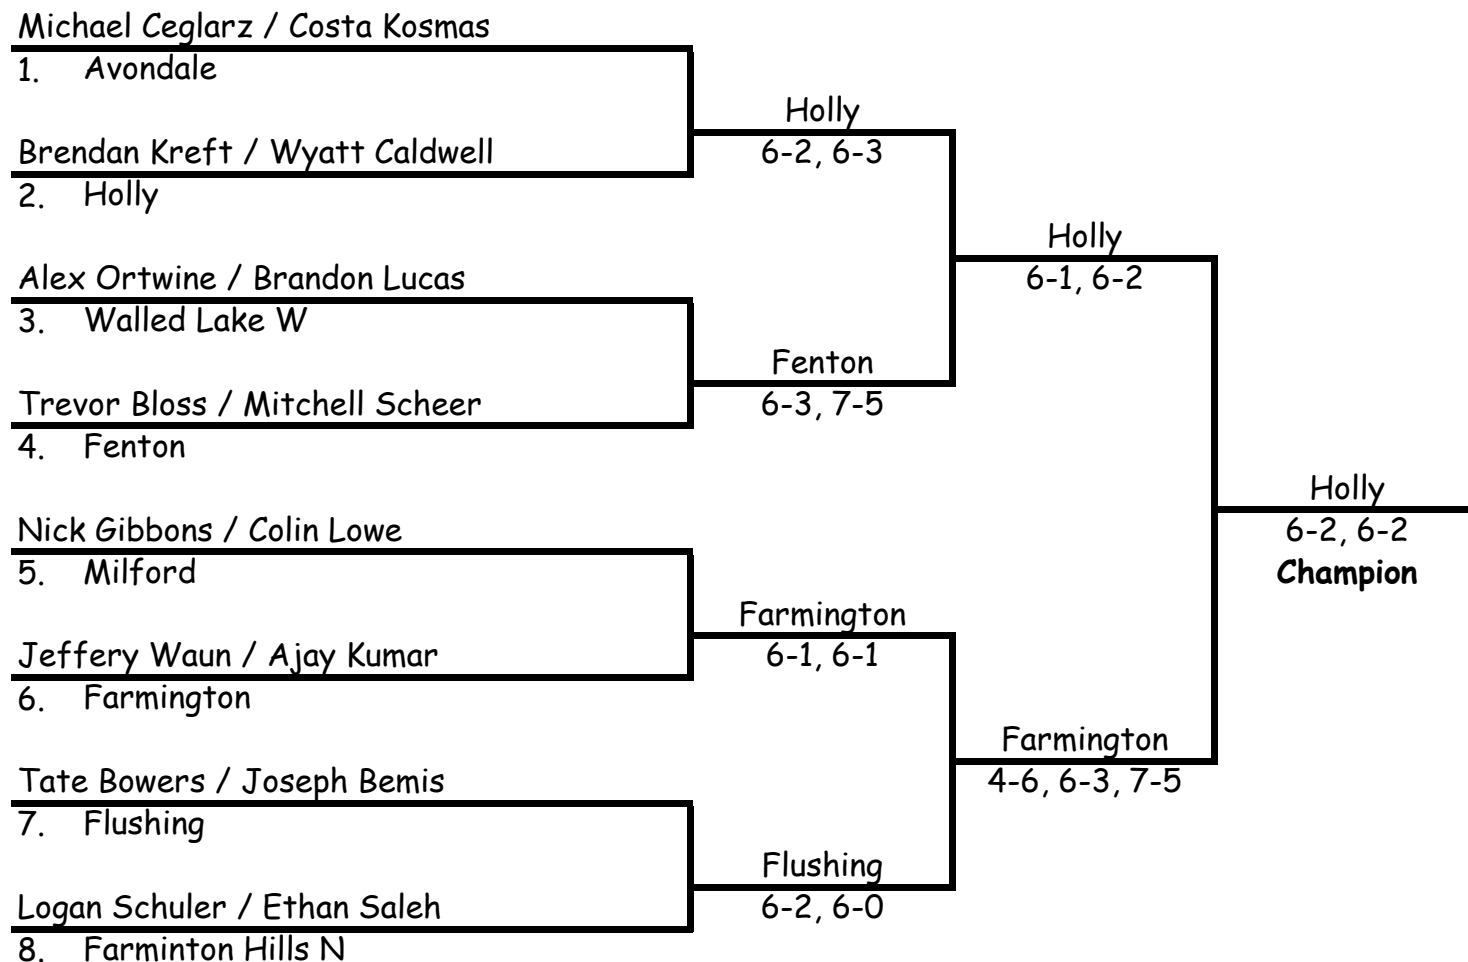 Michael Ceglarz / Costa Kosmas
1. Avondale
Holly
Brendan Kreft / Wyatt Caldwell
6-2, 6-3
2. Holly
Holly
Alex Ortwine / Brandon Lucas
6-1, 6-2
3. Walled Lake W
Fenton
Trevor Bloss / Mitchell Scheer
6-3, 7-5
4. Fenton
Holly
Nick Gibbons / Colin Lowe
6-2, 6-2
5. Milford
Champion
Farmington
Jeffery Waun / Ajay Kumar
6-1, 6-1
6. Farmington
Farmington
Tate Bowers / Joseph Bemis
4-6, 6-3, 7-5
7. Flushing
Flushing
Logan Schuler / Ethan Saleh
6-2, 6-0
8. Farminton Hills N